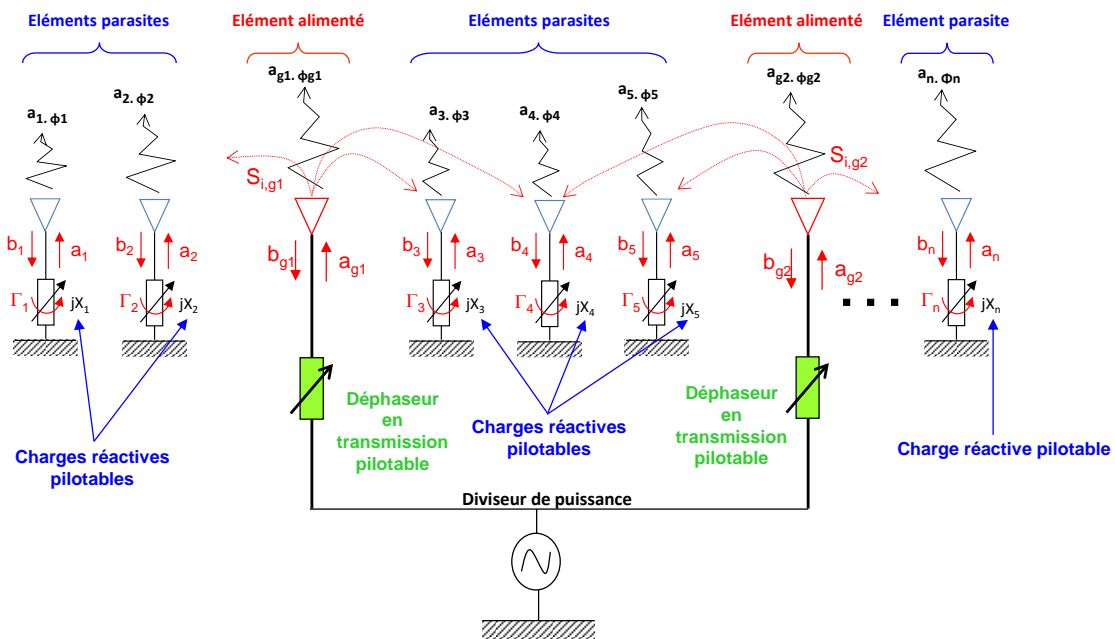 Eléments parasites
Elément alimenté
Eléments parasites
Elément alimenté
Elément parasite
a1. ϕ1
a2. ϕ2
ag1. ϕg1
a3. ϕ3
a4. ϕ4
a5. ϕ5
ag2. ϕg2
an. Φn
Si,g1
Si,g2
b1 a1
b2 a2
bg1 ag1
b3 a3
b4 a4
b5 a5
bg2 ag2
bn an
Γ1 jX1
Γ2 jX2
Γ3 jX3
Γ4 jX4
Γ5 jX5
Γn jXn
Déphaseur
en
transmission
pilotable
Déphaseur
en
transmission
pilotable
Charges réactives
pilotables
Charges réactives
pilotables
Charge réactive pilotable
Diviseur de puissance